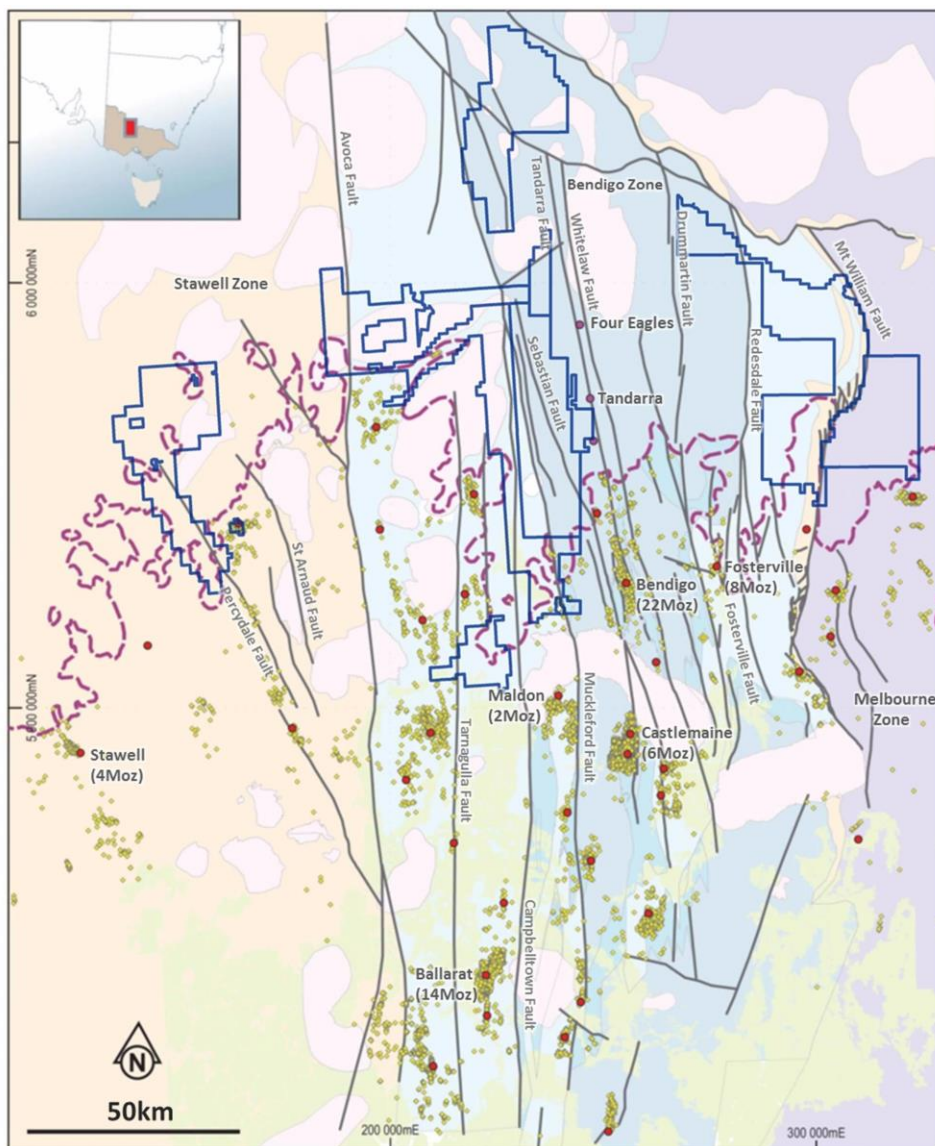 Avoca Fault
Tandarra Fault
Bendigo Zone
Whitelaw Fault
Drummartin Fault
Mt William Fault
Stawell Zone
6 000 000mN
Four Eagles
Sebastian Fault
Redesdale Fault
Tandarra
St Arnaud Fault
Percydale Fault
Bendigo
(22Moz)
Fosterville
(8Moz)
Fosterville Fault
Maldon
(2Moz)
Muckleford Fault
Castlemaine
(6Moz)
Melbourne
Zone
Stawell
(4Moz)
Tarnagulla Fault
Campbelltown Fault
Ballarat
(14Moz)
N
50km
200 000mE
300 000mE